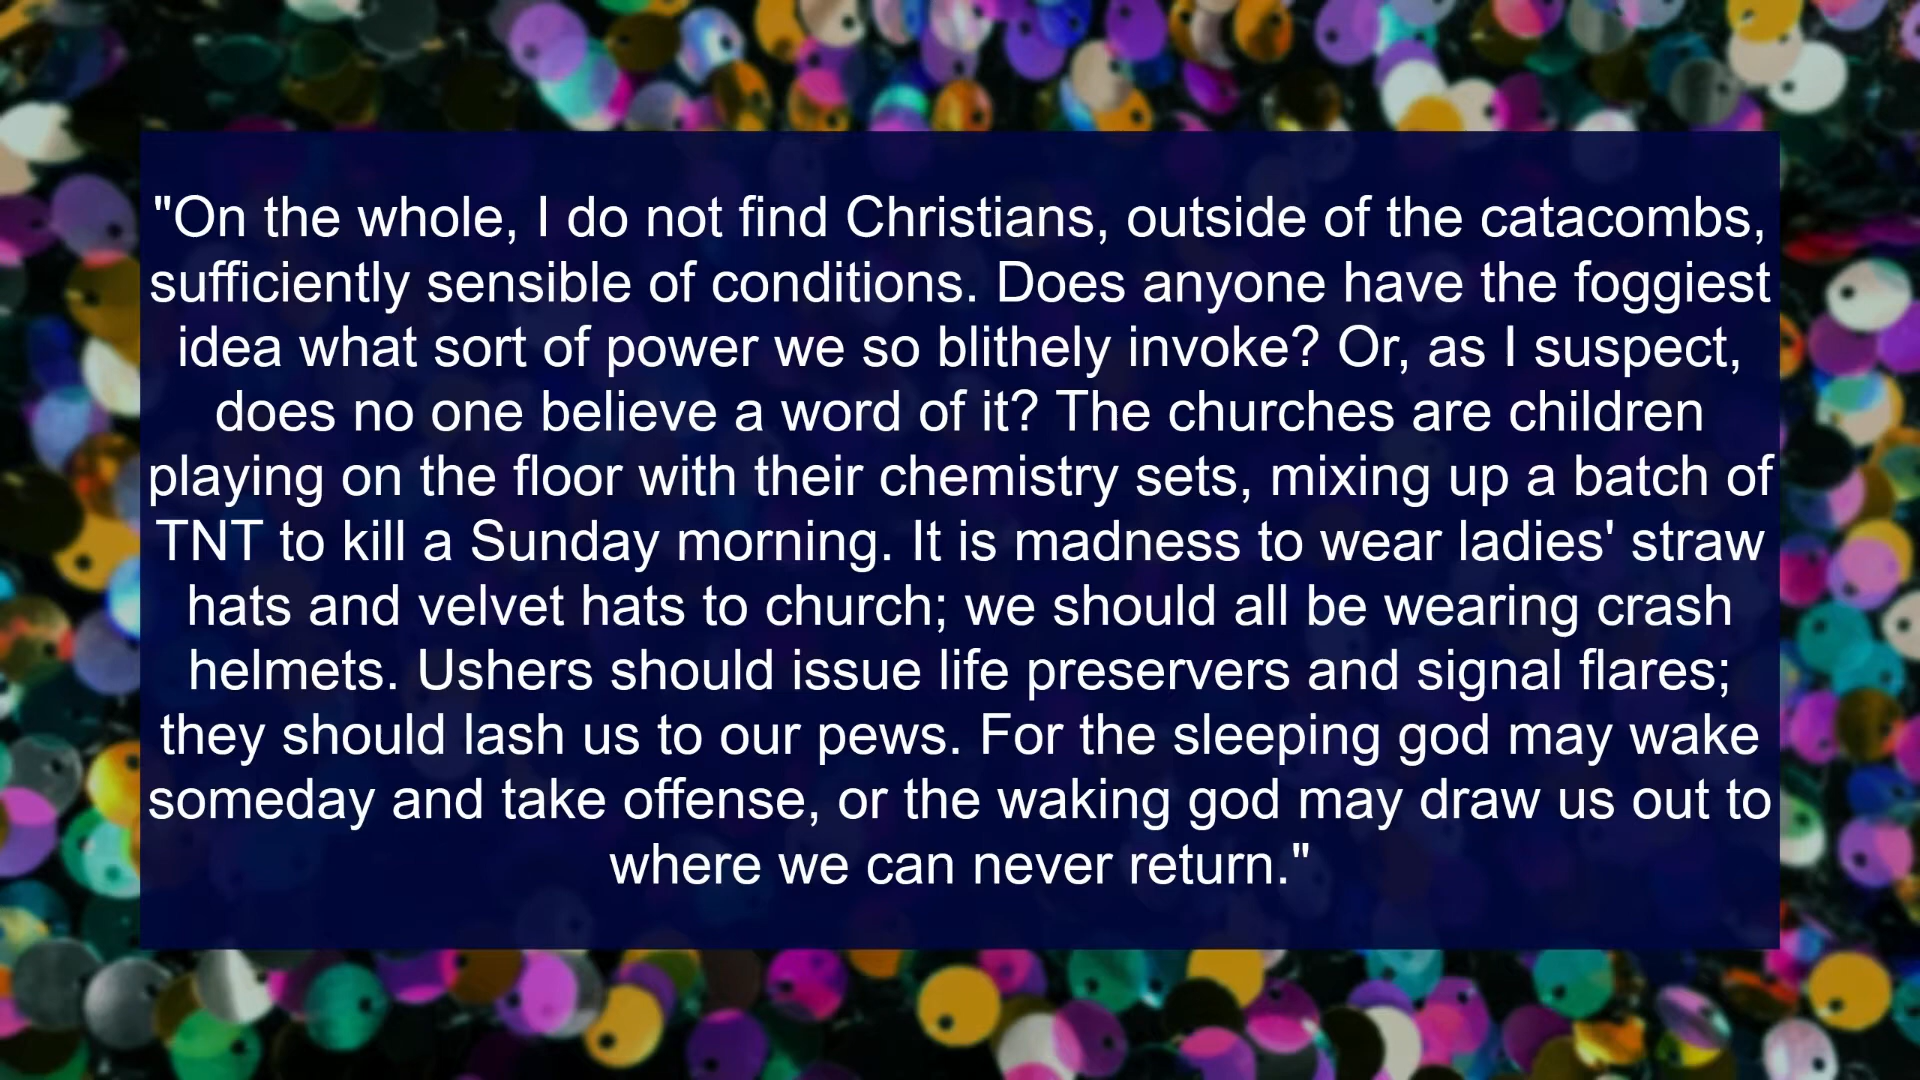 "On the whole, I do not find Christians, outside of the catacombs,
sufficiently sensible of conditions. Does anyone have the foggiest
idea what sort of power we so blithely invoke? Or, as I suspect,
does no one believe a word of it? The churches are children
playing on the floor with their chemistry sets, mixing up a batch of
TNT to kill a Sunday morning. It is madness to wear ladies' straw
hats and velvet hats to church; we should all be wearing crash
helmets. Ushers should issue life preservers and signal flares;
they should lash us to our pews. For the sleeping god may wake
someday and take offense, or the waking god may draw us out to
where we can never return."